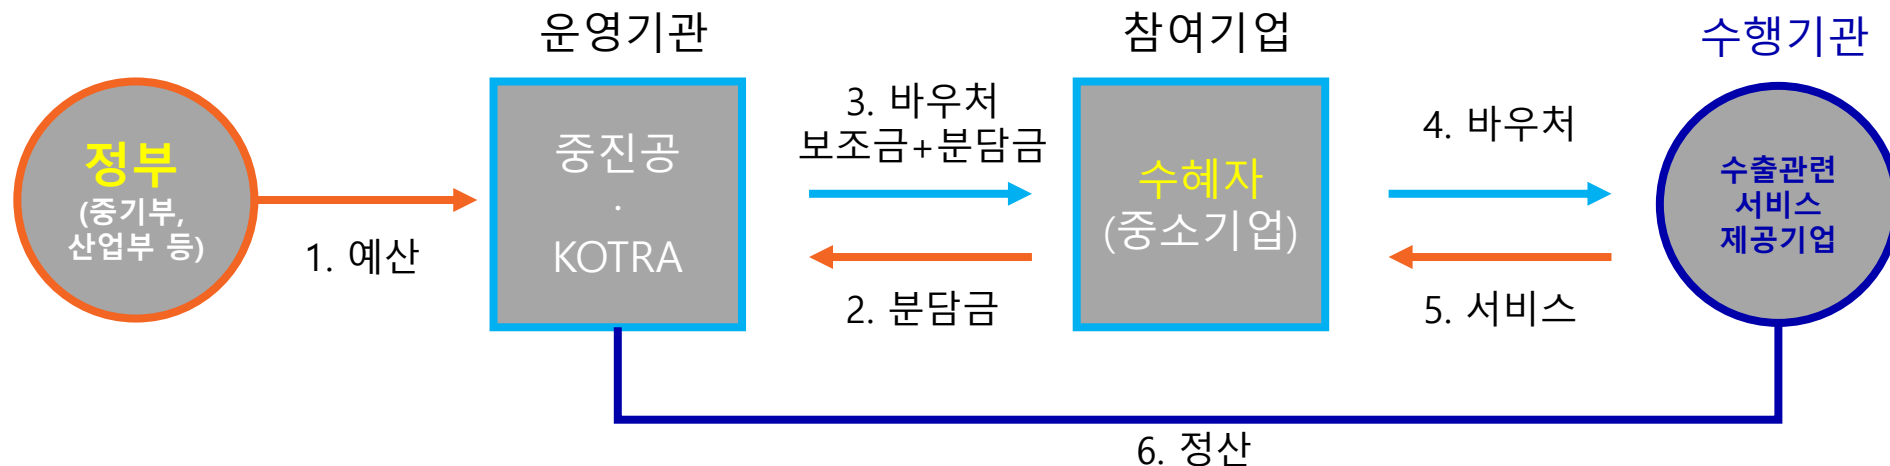 운영기관
참여기업
수행기관
정부
(중기부,
산업부 등)
1. 예산
중진공
·
KOTRA
3. 바우처
보조금+분담금
2. 분담금
수혜자
(중소기업)
4. 바우처
5. 서비스
수출관련
서비스
제공기업
6. 정산